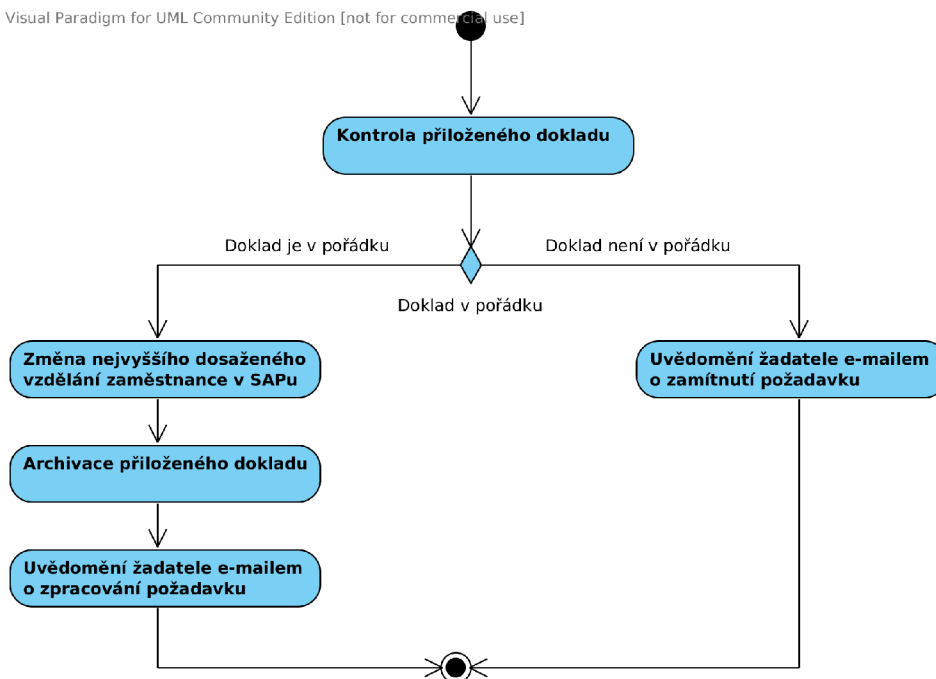 Visual Paradigm for UML Community Edition [not for commercial use]
Kontrola přiloženého dokladu
Doklad je v pořádku
Doklad není v pořádku
Doklad v pořádku
Změna nejvyššího dosaženého
vzdělání zaměstnance v SAPu
Uvědomění žadatele e-mailem
o zamítnutí požadavku
Archivace přiloženého dokladu
Uvědomění žadatele e-mailem
o zpracování požadavku